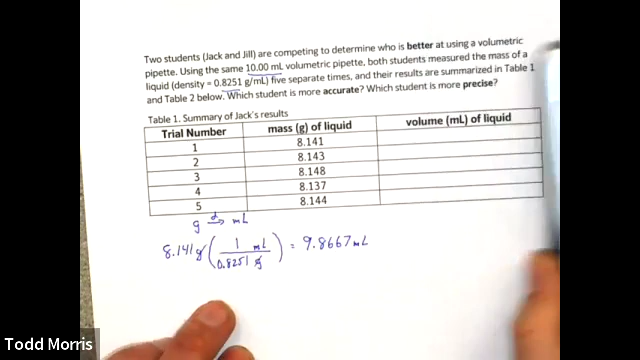 Two students (Jack and Jill) are competing to determine who is better at using a volumetric
pipette. Using the same 10.00 mL volumetric pipette, both students measured the mass of a
liquid (density = 0.8251 g/mL) five separate times, and their results are summarized in Table 1
and Table 2 below. Which student is more accurate? Which student is more precise?
Table 1. Summary of Jack's results
Trial Number mass (g) of liquid volume (mL) of liquid
1 8.141
2 8.143
3 8.148
4 8.137
5 8.144
g d→ mL
8.141g ( 1 mL / 0.8251 g ) = 9.8667 mL
Todd Morris